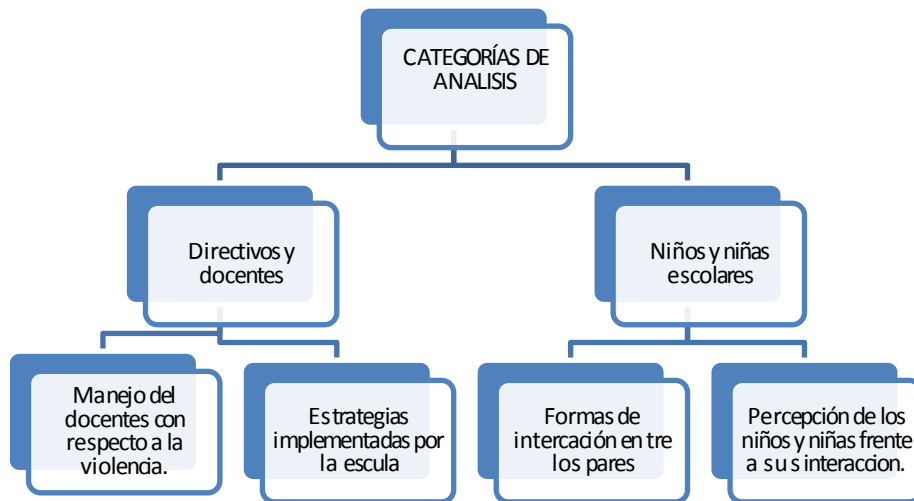 CATEGORÍAS DE
ANALISIS
Directivos y
docentes
Niños y niñas
escolares
Manejo del
docentes con
respecto a la
violencia.
Estrategias
implementadas por
la escula
Formas de
intercación en tre
los pares
Percepción de los
niños y niñas frente
a su s interaccion.